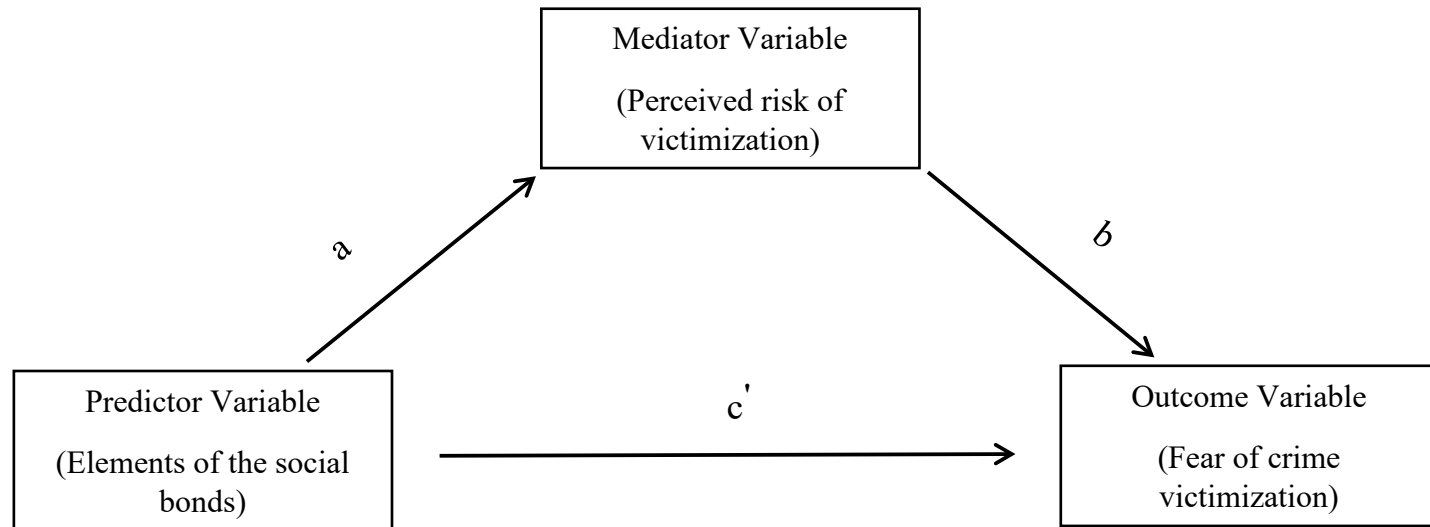 Mediator Variable
(Perceived risk of
victimization)
a
b
Predictor Variable
(Elements of the social
bonds)
c'
Outcome Variable
(Fear of crime
victimization)